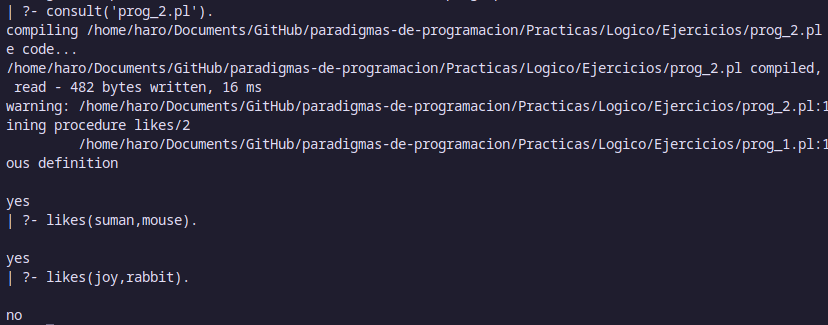 | ?- consult('prog_2.pl').
compiling /home/haro/Documents/GitHub/paradigmas-de-programacion/Practicas/Logico/Ejercicios/prog_2.pl
e code...
/home/haro/Documents/GitHub/paradigmas-de-programacion/Practicas/Logico/Ejercicios/prog_2.pl compiled,
 read - 482 bytes written, 16 ms
warning: /home/haro/Documents/GitHub/paradigmas-de-programacion/Practicas/Logico/Ejercicios/prog_2.pl:1
ining procedure likes/2
         /home/haro/Documents/GitHub/paradigmas-de-programacion/Practicas/Logico/Ejercicios/prog_1.pl:1
ous definition
yes
| ?- likes(suman,mouse).
yes
| ?- likes(joy,rabbit).
no